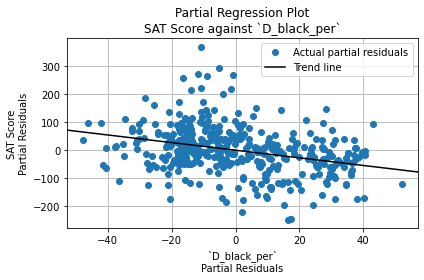 Partial Regression Plot
SAT Score against `D_black_per`
Actual partial residuals
Trend line
SAT Score
Partial Residuals
300
200
100
0
−100
−200
−40
−20
0
20
40
`D_black_per`
Partial Residuals